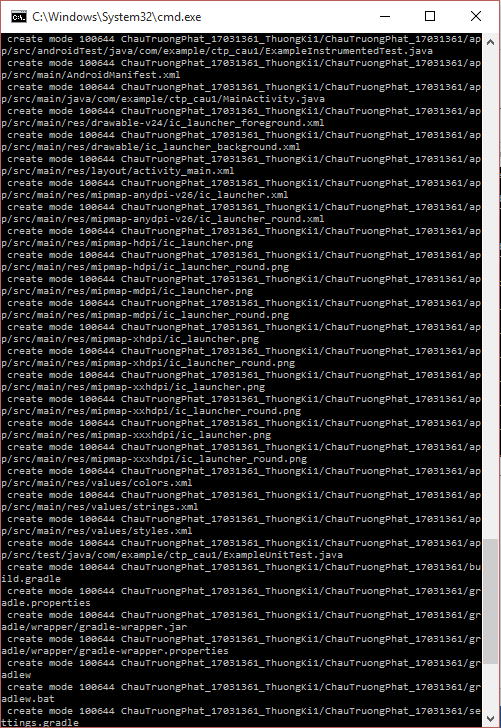 C:\Windows\System32\cmd.exe
create mode 100644 ChauTruongPhat_17031361_ThuongKi1/ChauTruongPhat_17031361/ap
p/src/androidTest/java/com/example/ctp_cau1/ExampleInstrumentedTest.java
create mode 100644 ChauTruongPhat_17031361_ThuongKi1/ChauTruongPhat_17031361/ap
p/src/main/AndroidManifest.xml
create mode 100644 ChauTruongPhat_17031361_ThuongKi1/ChauTruongPhat_17031361/ap
p/src/main/java/com/example/ctp_cau1/MainActivity.java
create mode 100644 ChauTruongPhat_17031361_ThuongKi1/ChauTruongPhat_17031361/ap
p/src/main/res/drawable-v24/ic_launcher_foreground.xml
create mode 100644 ChauTruongPhat_17031361_ThuongKi1/ChauTruongPhat_17031361/ap
p/src/main/res/drawable/ic_launcher_background.xml
create mode 100644 ChauTruongPhat_17031361_ThuongKi1/ChauTruongPhat_17031361/ap
p/src/main/res/layout/activity_main.xml
create mode 100644 ChauTruongPhat_17031361_ThuongKi1/ChauTruongPhat_17031361/ap
p/src/main/res/mipmap-anydpi-v26/ic_launcher.xml
create mode 100644 ChauTruongPhat_17031361_ThuongKi1/ChauTruongPhat_17031361/ap
p/src/main/res/mipmap-anydpi-v26/ic_launcher_round.xml
create mode 100644 ChauTruongPhat_17031361_ThuongKi1/ChauTruongPhat_17031361/ap
p/src/main/res/mipmap-hdpi/ic_launcher.png
create mode 100644 ChauTruongPhat_17031361_ThuongKi1/ChauTruongPhat_17031361/ap
p/src/main/res/mipmap-hdpi/ic_launcher_round.png
create mode 100644 ChauTruongPhat_17031361_ThuongKi1/ChauTruongPhat_17031361/ap
p/src/main/res/mipmap-mdpi/ic_launcher.png
create mode 100644 ChauTruongPhat_17031361_ThuongKi1/ChauTruongPhat_17031361/ap
p/src/main/res/mipmap-mdpi/ic_launcher_round.png
create mode 100644 ChauTruongPhat_17031361_ThuongKi1/ChauTruongPhat_17031361/ap
p/src/main/res/mipmap-xhdpi/ic_launcher.png
create mode 100644 ChauTruongPhat_17031361_ThuongKi1/ChauTruongPhat_17031361/ap
p/src/main/res/mipmap-xhdpi/ic_launcher_round.png
create mode 100644 ChauTruongPhat_17031361_ThuongKi1/ChauTruongPhat_17031361/ap
p/src/main/res/mipmap-xxhdpi/ic_launcher.png
create mode 100644 ChauTruongPhat_17031361_ThuongKi1/ChauTruongPhat_17031361/ap
p/src/main/res/mipmap-xxhdpi/ic_launcher_round.png
create mode 100644 ChauTruongPhat_17031361_ThuongKi1/ChauTruongPhat_17031361/ap
p/src/main/res/mipmap-xxxhdpi/ic_launcher.png
create mode 100644 ChauTruongPhat_17031361_ThuongKi1/ChauTruongPhat_17031361/ap
p/src/main/res/mipmap-xxxhdpi/ic_launcher_round.png
create mode 100644 ChauTruongPhat_17031361_ThuongKi1/ChauTruongPhat_17031361/ap
p/src/main/res/values/colors.xml
create mode 100644 ChauTruongPhat_17031361_ThuongKi1/ChauTruongPhat_17031361/ap
p/src/main/res/values/strings.xml
create mode 100644 ChauTruongPhat_17031361_ThuongKi1/ChauTruongPhat_17031361/ap
p/src/main/res/values/styles.xml
create mode 100644 ChauTruongPhat_17031361_ThuongKi1/ChauTruongPhat_17031361/ap
p/src/test/java/com/example/ctp_cau1/ExampleUnitTest.java
create mode 100644 ChauTruongPhat_17031361_ThuongKi1/ChauTruongPhat_17031361/bu
ild.gradle
create mode 100644 ChauTruongPhat_17031361_ThuongKi1/ChauTruongPhat_17031361/gr
adle.properties
create mode 100644 ChauTruongPhat_17031361_ThuongKi1/ChauTruongPhat_17031361/gr
adle/wrapper/gradle-wrapper.jar
create mode 100644 ChauTruongPhat_17031361_ThuongKi1/ChauTruongPhat_17031361/gr
adle/wrapper/gradle-wrapper.properties
create mode 100644 ChauTruongPhat_17031361_ThuongKi1/ChauTruongPhat_17031361/gr
adlew
create mode 100644 ChauTruongPhat_17031361_ThuongKi1/ChauTruongPhat_17031361/gr
adlew.bat
create mode 100644 ChauTruongPhat_17031361_ThuongKi1/ChauTruongPhat_17031361/se
ttings.gradle